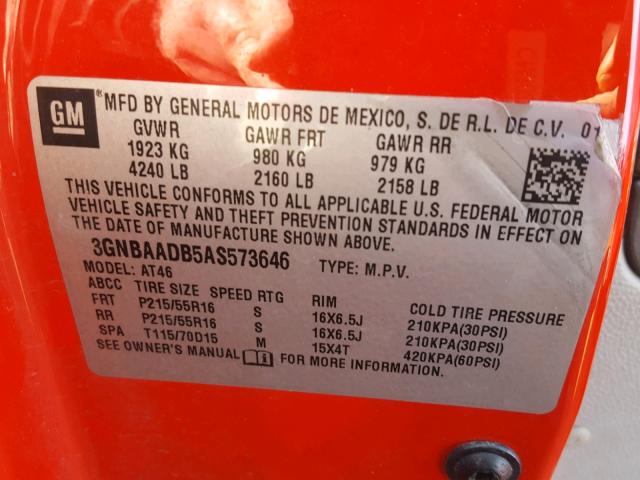 GM
® MFD BY GENERAL MOTORS DE MEXICO, S. DE R.L. DE C.V. 01
GVWR GAWR FRT GAWR RR
1923 KG 980 KG 979 KG
4240 LB 2160 LB 2158 LB
THIS VEHICLE CONFORMS TO ALL APPLICABLE U.S. FEDERAL MOTOR
VEHICLE SAFETY AND THEFT PREVENTION STANDARDS IN EFFECT ON
THE DATE OF MANUFACTURE SHOWN ABOVE.
3GNBAADB5AS573646 TYPE: M.P.V.
MODEL: AT46
ABCC TIRE SIZE SPEED RTG RIM COLD TIRE PRESSURE
FRT P215/55R16 S 16X6.5J 210KPA(30PSI)
RR P215/55R16 S 16X6.5J 210KPA(30PSI)
SPA T115/70D15 M 15X4T 420KPA(60PSI)
SEE OWNER'S MANUAL FOR MORE INFORMATION.